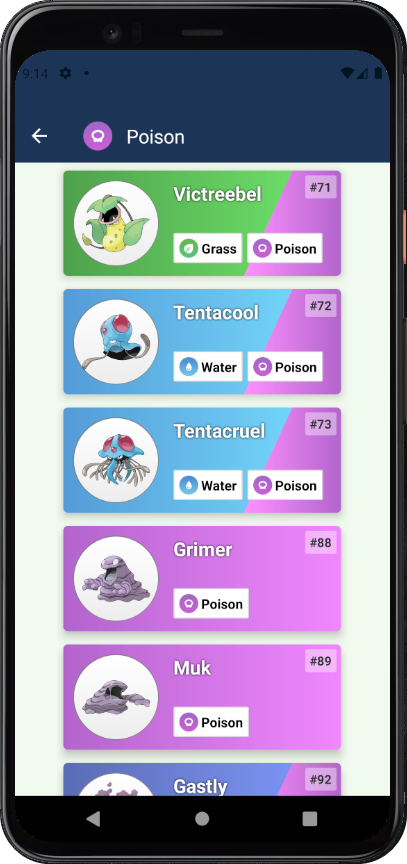 9:14
Poison
Victreebel
#71
Grass
Poison
Tentacool
#72
Water
Poison
Tentacruel
#73
Water
Poison
Grimer
#88
Poison
Muk
#89
Poison
Gastly
#92